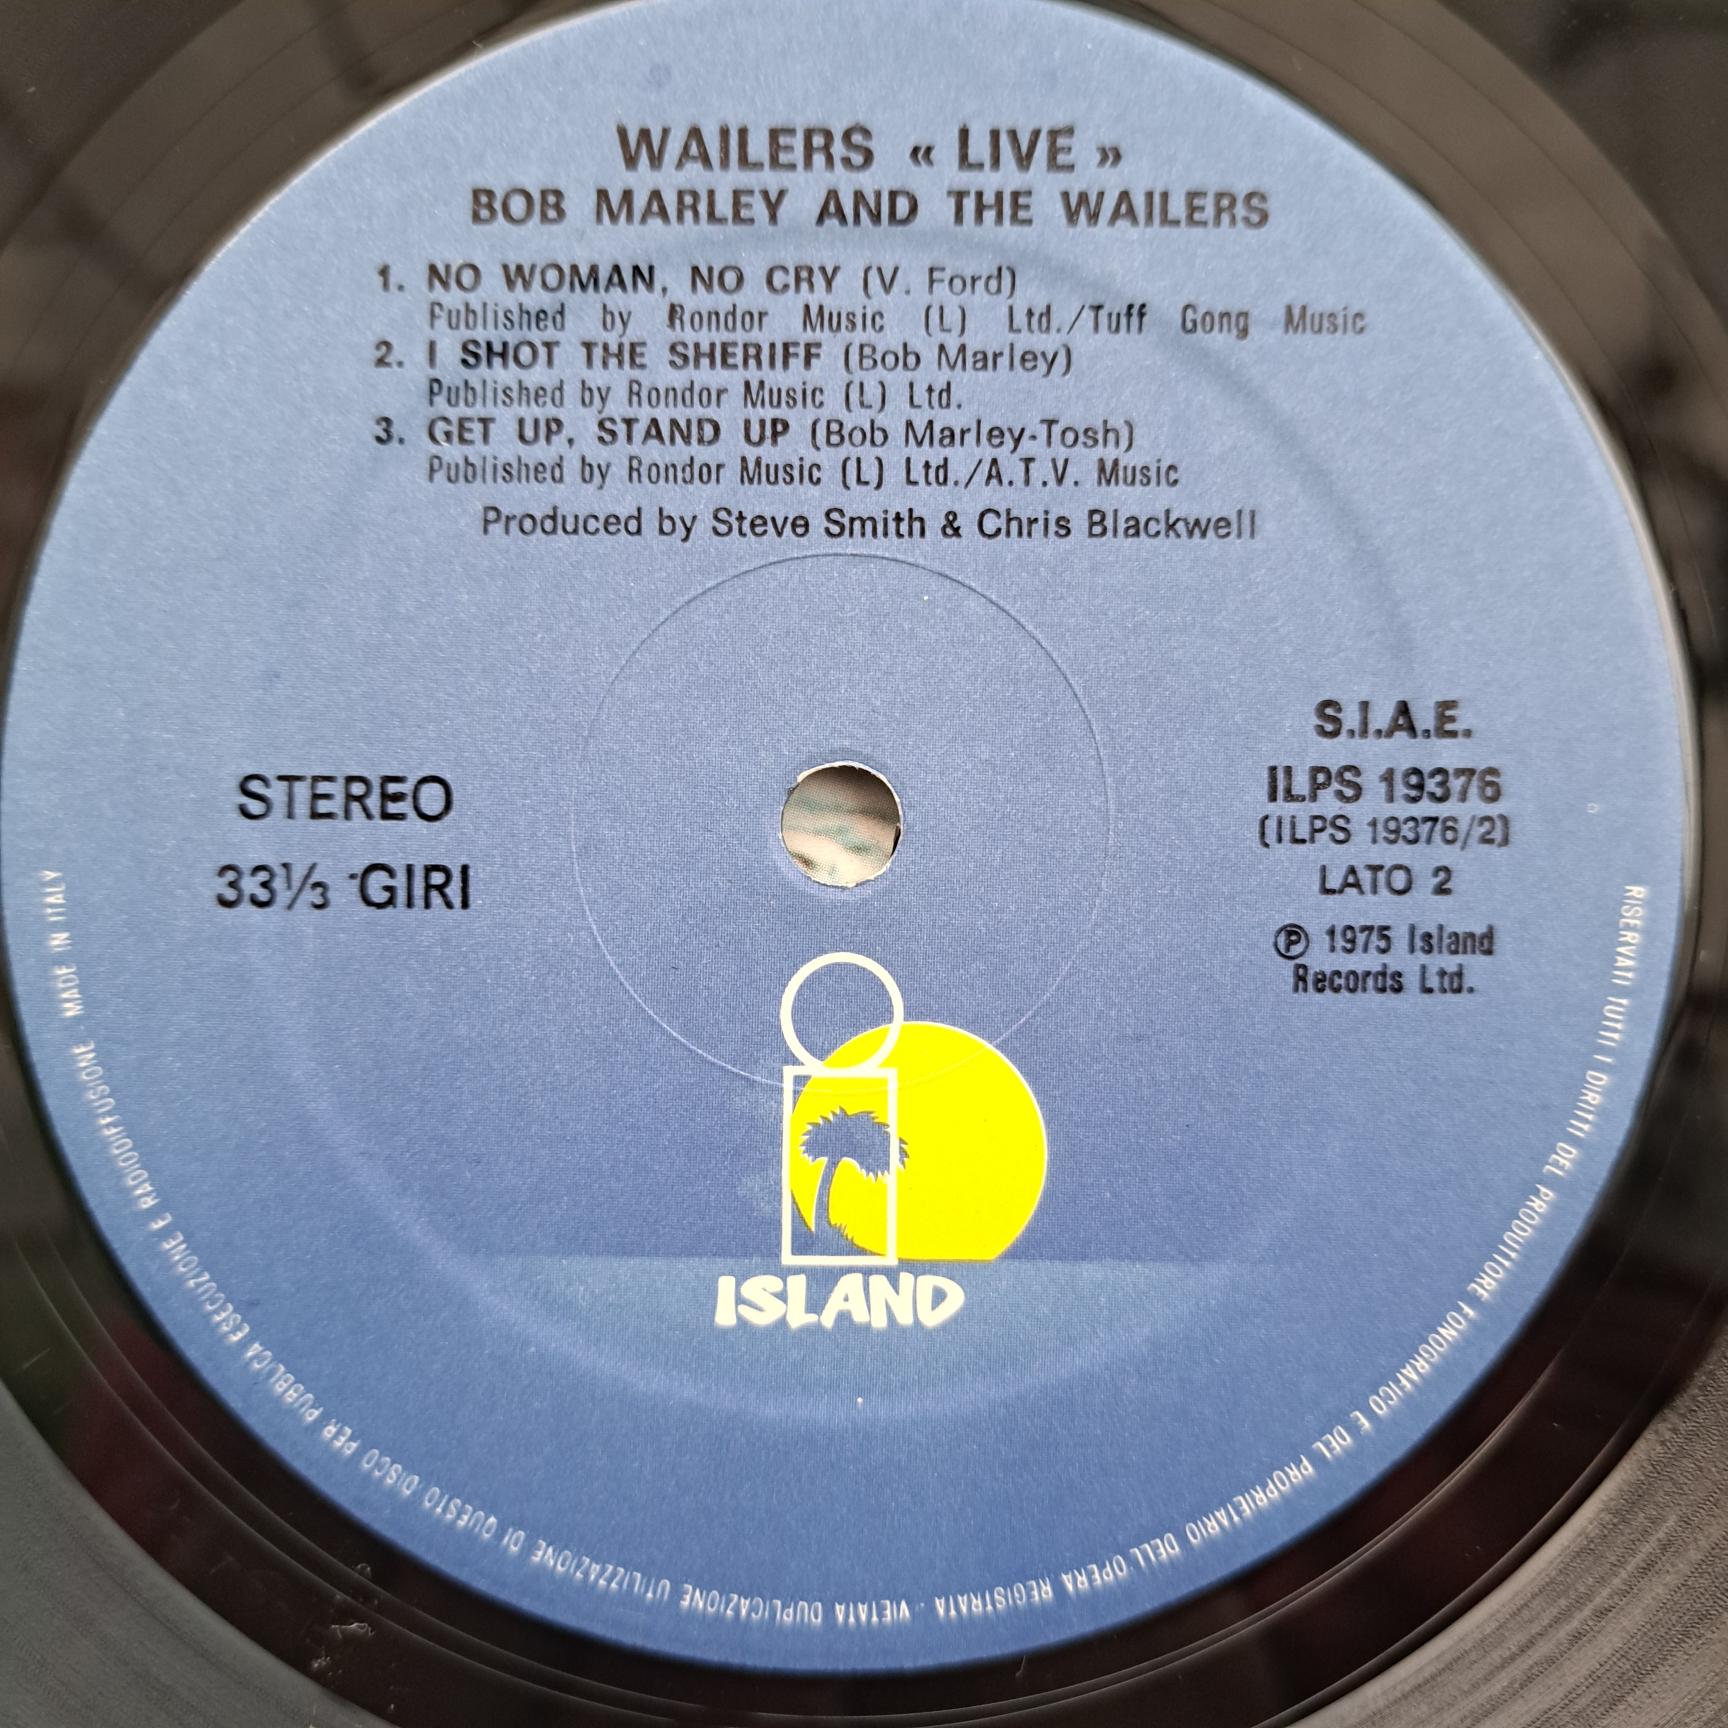 WAILERS « LIVE »
BOB MARLEY AND THE WAILERS
1. NO WOMAN, NO CRY (V. Ford)
Published by Rondor Music (L) Ltd./Tuff Gong Music
2. I SHOT THE SHERIFF (Bob Marley)
Published by Rondor Music (L) Ltd.
3. GET UP, STAND UP (Bob Marley-Tosh)
Published by Rondor Music (L) Ltd./A.T.V. Music
Produced by Steve Smith & Chris Blackwell
STEREO
33⅓ GIRI
S.I.A.E.
ILPS 19376
(ILPS 19376/2)
LATO 2
℗ 1975 Island
Records Ltd.
ISLAND
RISERVATI TUTTI I DIRITTI DEL PRODUTTORE FONOGRAFICO E DEL PROPRIETARIO DELL'OPERA REGISTRATA - VIETATA DUPLICAZIONE UTILIZZAZIONE DI QUESTO DISCO PER PUBBLICA ESECUZIONE E RADIODIFFUSIONE - MADE IN ITALY